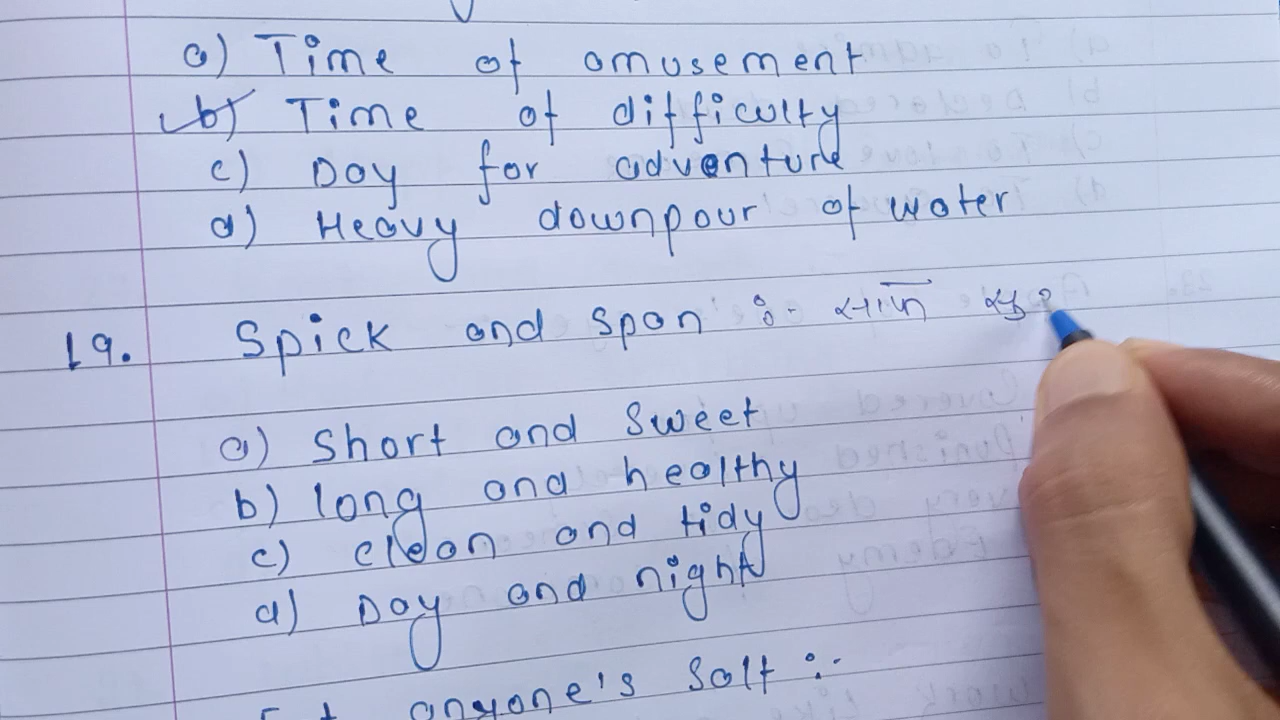 a) Time of amusement
b) Time of difficulty
c) Day for adventure
d) Heavy downpour of water
19. Spick and span :-
a) Short and Sweet
b) long and healthy
c) clean and tidy
d) Day and night
anyone's Salt :-